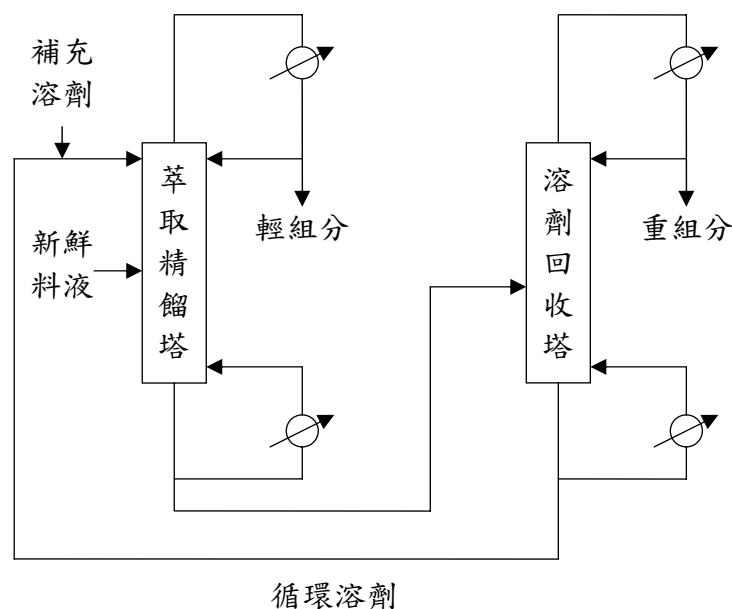 補充
溶劑
新鮮
料液
萃取精餾塔
輕組分
溶劑回收塔
重組分
循環溶劑